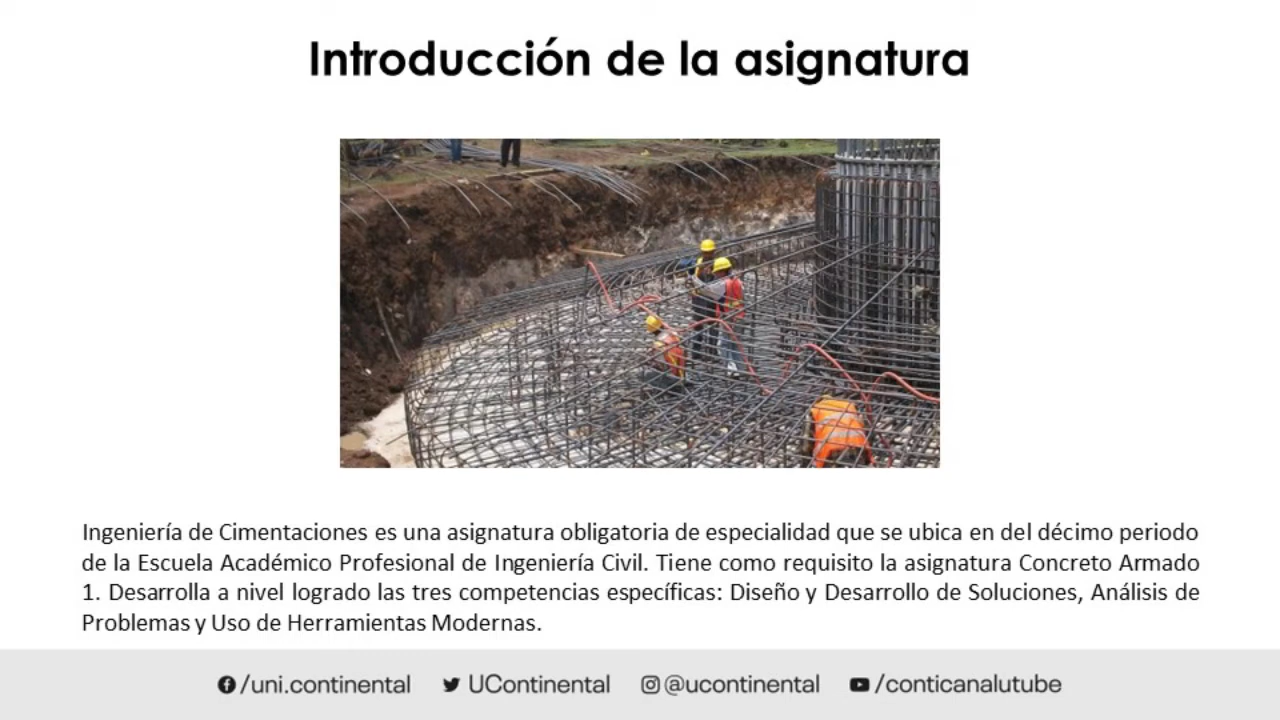 Introducción de la asignatura
Ingeniería de Cimentaciones es una asignatura obligatoria de especialidad que se ubica en del décimo periodo
de la Escuela Académico Profesional de Ingeniería Civil. Tiene como requisito la asignatura Concreto Armado
1. Desarrolla a nivel logrado las tres competencias específicas: Diseño y Desarrollo de Soluciones, Análisis de
Problemas y Uso de Herramientas Modernas.
/uni.continental UContinental @ucontinental /conticanalutube